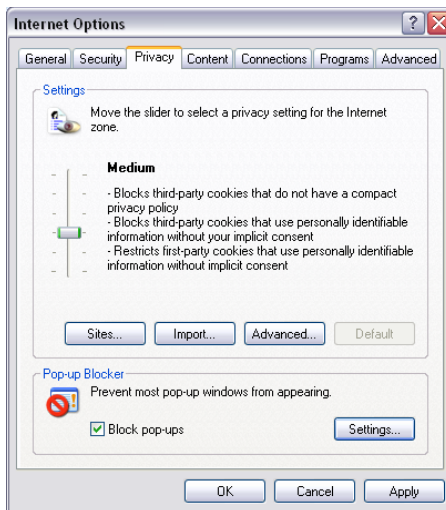 Internet Options
General Security Privacy Content Connections Programs Advanced
Settings
Move the slider to select a privacy setting for the Internet
zone.
Medium
- Blocks third-party cookies that do not have a compact
privacy policy
- Blocks third-party cookies that use personally identifiable
information without your implicit consent
- Restricts first-party cookies that use personally identifiable
information without implicit consent
Sites... Import... Advanced... Default
Pop-up Blocker
Prevent most pop-up windows from appearing.
Block pop-ups Settings...
OK Cancel Apply